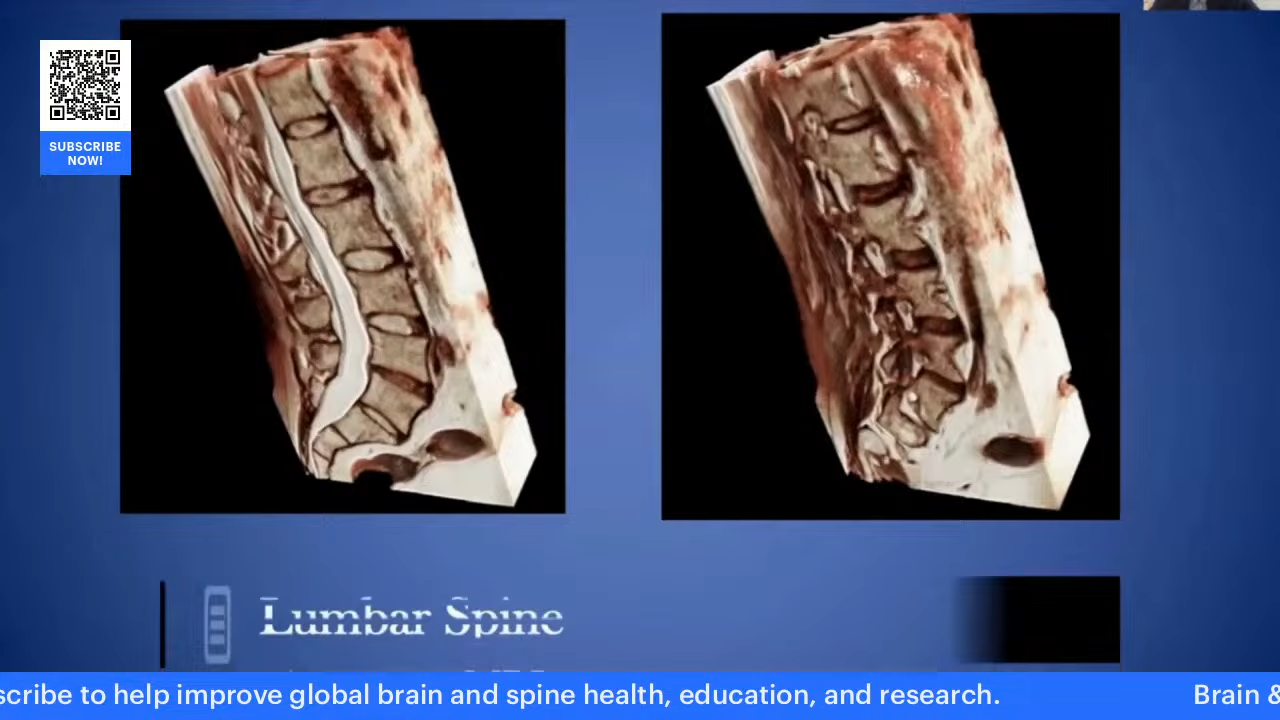 SUBSCRIBE
NOW!
Lumbar Spine
scribe to help improve global brain and spine health, education, and research.
Brain &